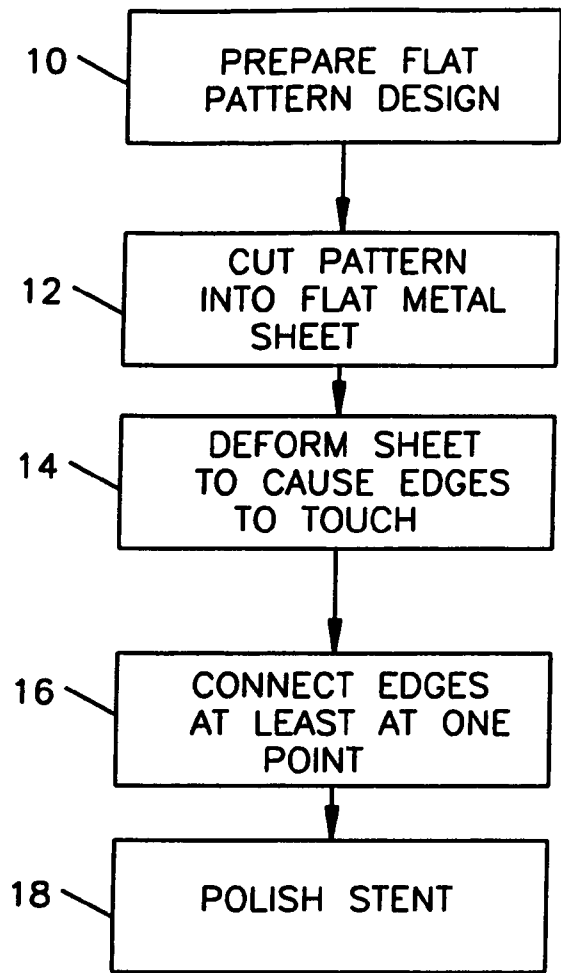 10
PREPARE FLAT
PATTERN DESIGN
12
CUT PATTERN
INTO FLAT METAL
SHEET
14
DEFORM SHEET
TO CAUSE EDGES
TO TOUCH
16
CONNECT EDGES
AT LEAST AT ONE
POINT
18
POLISH STENT